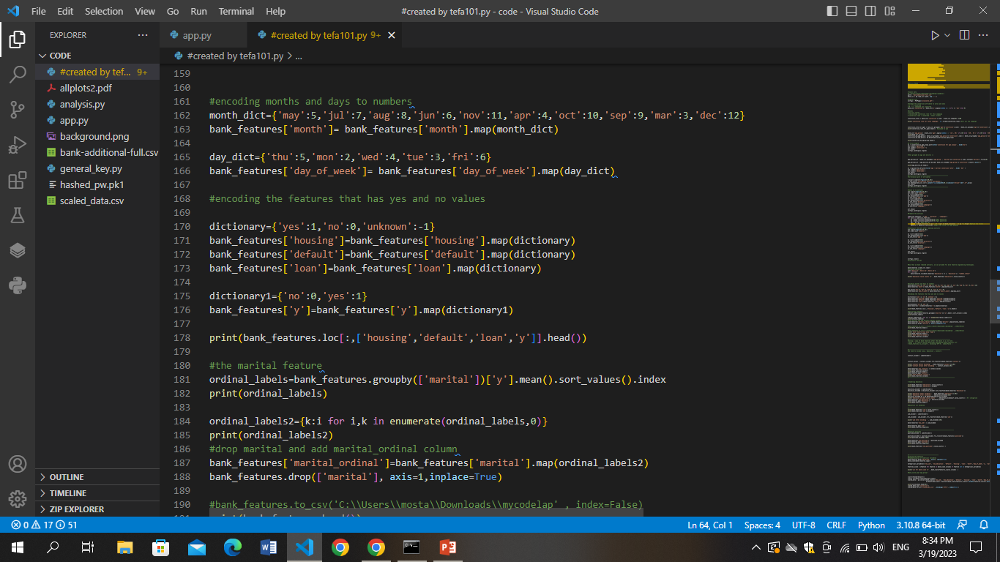 File Edit Selection View Go Run Terminal Help
#created by tefa101.py - code - Visual Studio Code
EXPLORER
CODE
#created by tef... 9+
allplots2.pdf
analysis.py
app.py
background.png
bank-additional-full.csv
general_key.py
hashed_pw.pk1
scaled_data.csv
OUTLINE
TIMELINE
ZIP EXPLORER
app.py
#created by tefa101.py 9+
#created by tefa101.py > ...
159
160
161 #encoding months and days to numbers
162 month_dict={'may':5,'jul':7,'aug':8,'jun':6,'nov':11,'apr':4,'oct':10,'sep':9,'mar':3,'dec':12}
163 bank_features['month']= bank_features['month'].map(month_dict)
164
165 day_dict={'thu':5,'mon':2,'wed':4,'tue':3,'fri':6}
166 bank_features['day_of_week']= bank_features['day_of_week'].map(day_dict)
167
168 #encoding the features that has yes and no values
169
170 dictionary={'yes':1,'no':0,'unknown':-1}
171 bank_features['housing']=bank_features['housing'].map(dictionary)
172 bank_features['default']=bank_features['default'].map(dictionary)
173 bank_features['loan']=bank_features['loan'].map(dictionary)
174
175 dictionary1={'no':0,'yes':1}
176 bank_features['y']=bank_features['y'].map(dictionary1)
177
178 print(bank_features.loc[:,['housing','default','loan','y']].head())
179
180 #the marital feature
181 ordinal_labels=bank_features.groupby(['marital'])['y'].mean().sort_values().index
182 print(ordinal_labels)
183
184 ordinal_labels2={k:i for i,k in enumerate(ordinal_labels,0)}
185 print(ordinal_labels2)
186 #drop marital and add marital_ordinal column
187 bank_features['marital_ordinal']=bank_features['marital'].map(ordinal_labels2)
188 bank_features.drop(['marital'], axis=1,inplace=True)
189
190 #bank_features.to_csv('C:\\Users\\mosta\\Downloads\\mycodelap' , index=False)
0 17 51
Ln 64, Col 1 Spaces: 4 UTF-8 CRLF Python 3.10.8 64-bit
ENG
8:34 PM
3/19/2023